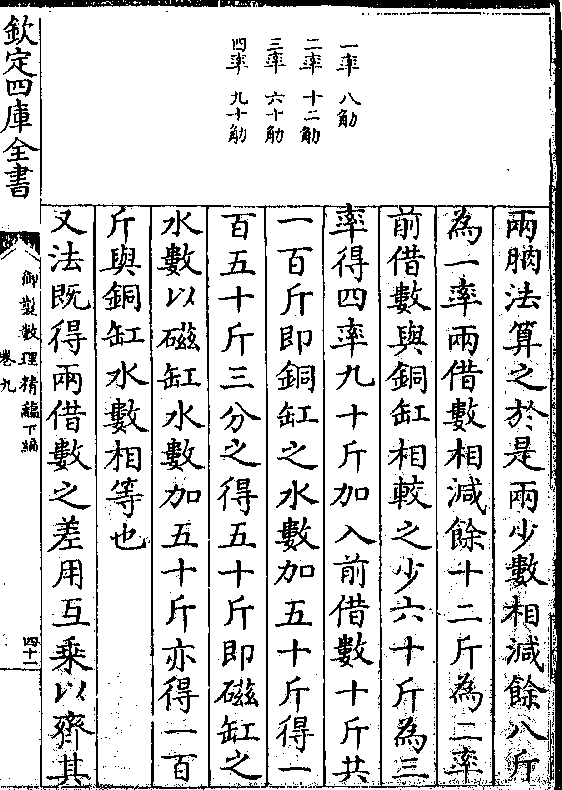 一率 八觔
二率 十二觔
三率 六十觔
四率 九十觔
兩朒法算之於是兩少數相減餘八斤
為一率兩借數相減餘十二斤為二率
前借數與銅缸相較之少六十斤為三
率得四率九十斤加入前借數十斤共
一百斤即銅缸之水數加五十斤得一
百五十斤三分之得五十斤即磁缸之
水數以磁缸水數加五十斤亦得一百
斤與銅缸水數相等也
又法既得兩借數之差用互乘以齊其
欽定四庫全書
御製數理精蘊下編
卷九
四十二